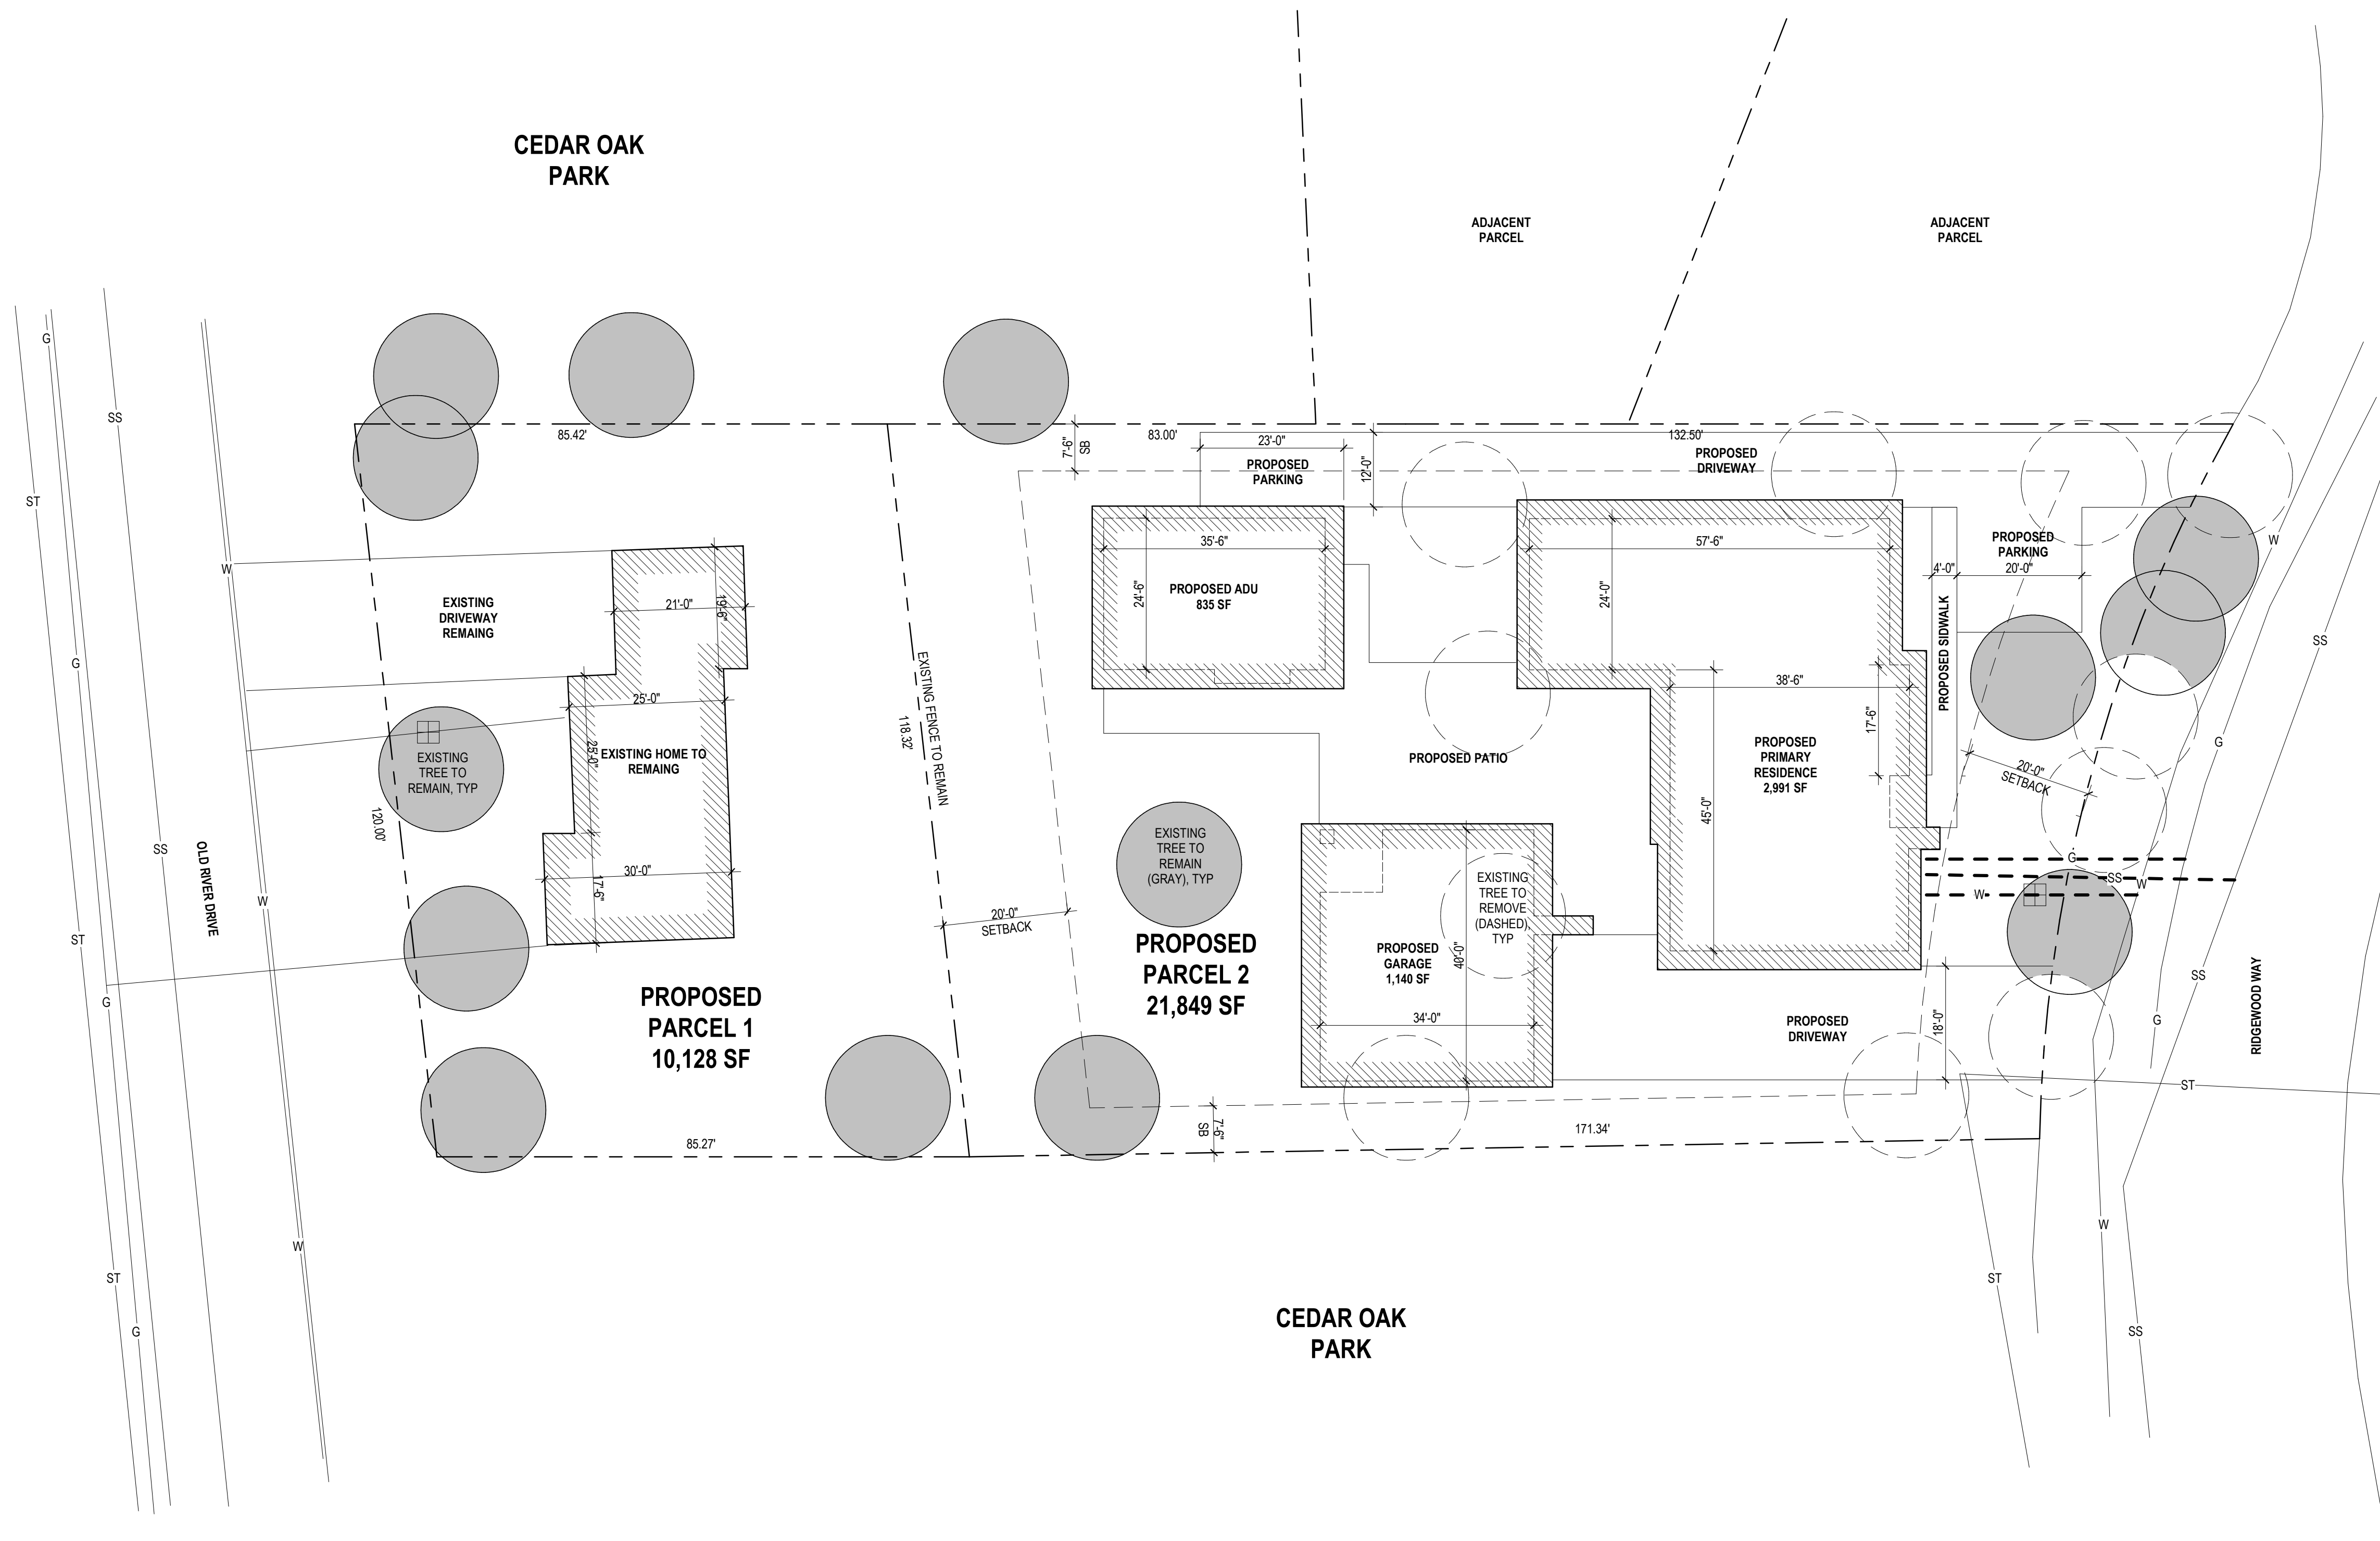 CEDAR OAK
PARK
ADJACENT
PARCEL
ADJACENT
PARCEL
G
SS
ST
W
G
SS
G
ST
W
G
ST
W
G
OLD RIVER DRIVE
85.42'
83.00'
132.50'
7'-6"
SB
23'-0"
12'-0"
PROPOSED
PARKING
PROPOSED
DRIVEWAY
EXISTING
DRIVEWAY
REMAING
21'-0"
19'-6"
25'-0"
25'-0"
EXISTING HOME TO
REMAING
30'-0"
17'-6"
EXISTING
TREE TO
REMAIN, TYP
120.00'
EXISTING FENCE TO REMAIN
118.32'
20'-0"
SETBACK
35'-6"
24'-6"
PROPOSED ADU
835 SF
57'-6"
24'-0"
38'-6"
17'-6"
45'-0"
PROPOSED
PRIMARY
RESIDENCE
2,991 SF
PROPOSED PATIO
PROPOSED
PARKING
4'-0"
20'-0"
PROPOSED SIDWALK
20'-0"
SETBACK
W
SS
G
G
SS
W
W
SS
G
RIDGEWOOD WAY
EXISTING
TREE TO
REMAIN
(GRAY), TYP
EXISTING
TREE TO
REMOVE
(DASHED),
TYP
PROPOSED
PARCEL 2
21,849 SF
PROPOSED
GARAGE
1,140 SF
40'-0"
34'-0"
PROPOSED
DRIVEWAY
18'-0"
PROPOSED
PARCEL 1
10,128 SF
85.27'
7'-6"
SB
171.34'
ST
W
ST
SS
CEDAR OAK
PARK